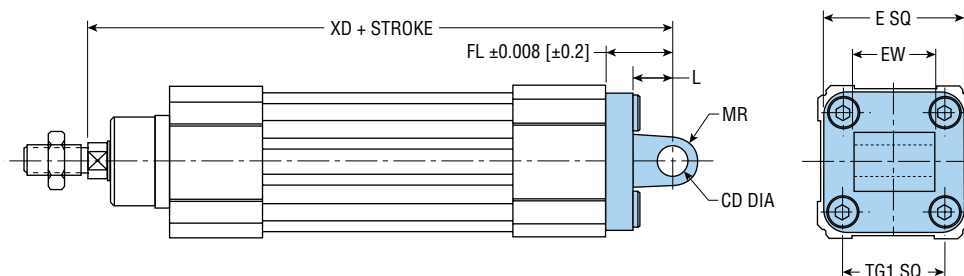 XD + STROKE
FL ±0.008 [±0.2]
L
MR
CD DIA
E SQ
EW
TG1 SQ